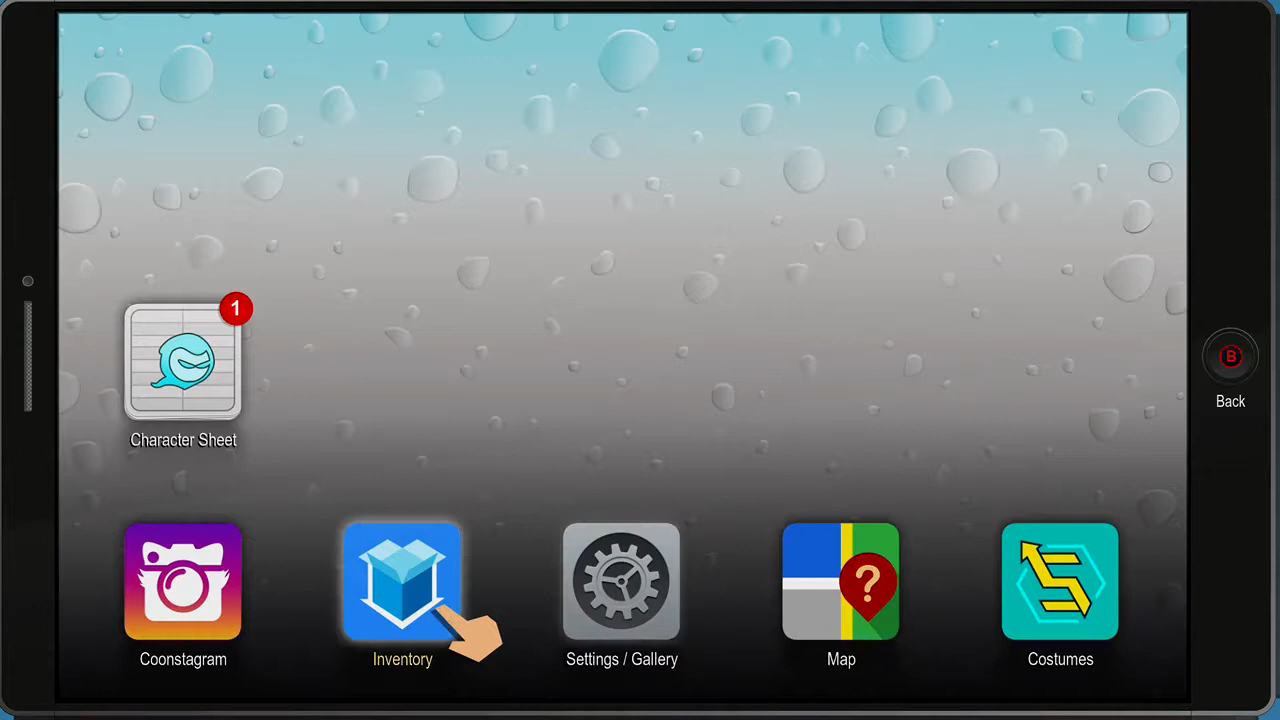 1
Character Sheet
B
Back
?
Coonstagram
Inventory
Settings / Gallery
Map
Costumes